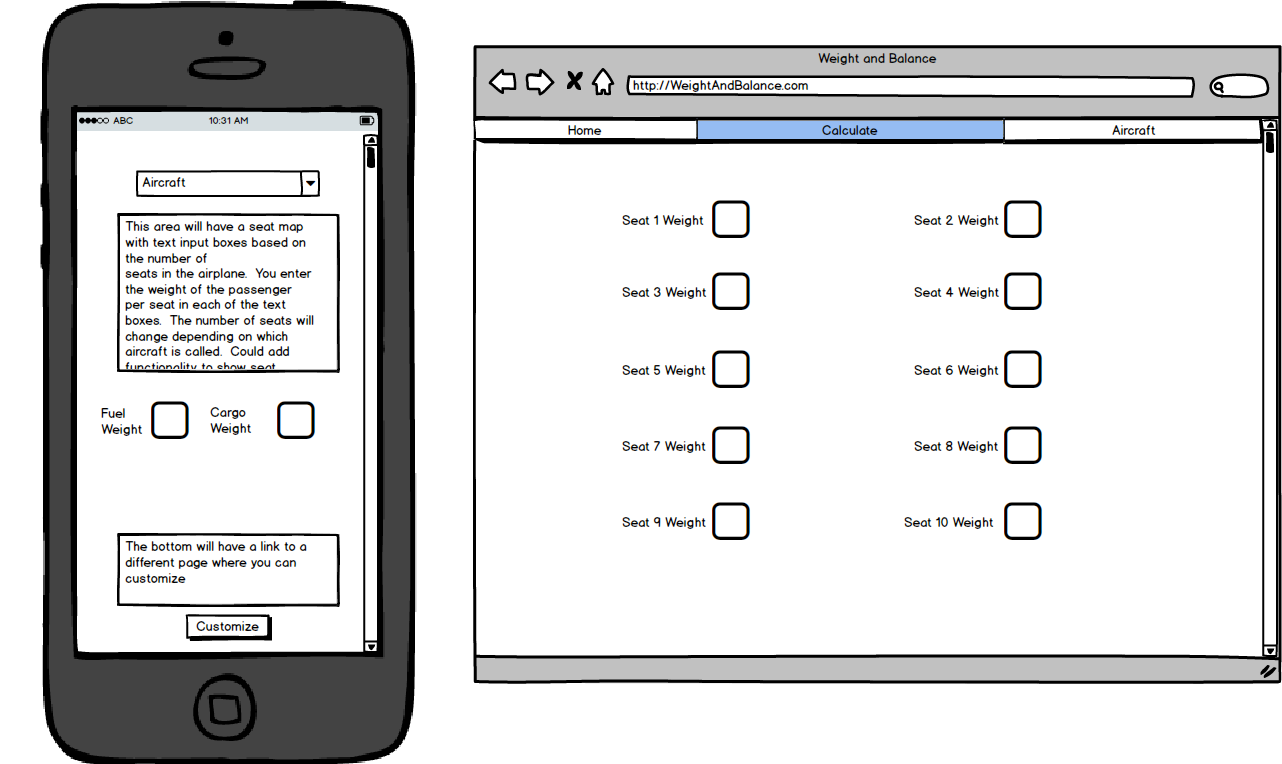 ABC 10:31 AM
Aircraft
This area will have a seat map
with text input boxes based on
the number of
seats in the airplane. You enter
the weight of the passenger
per seat in each of the text
boxes. The number of seats will
change depending on which
aircraft is called. Could add
functionality to show seat
Fuel
Weight
Cargo
Weight
The bottom will have a link to a
different page where you can
customize
Customize
Weight and Balance
http://WeightAndBalance.com
Home Calculate Aircraft
Seat 1 Weight Seat 2 Weight
Seat 3 Weight Seat 4 Weight
Seat 5 Weight Seat 6 Weight
Seat 7 Weight Seat 8 Weight
Seat 9 Weight Seat 10 Weight